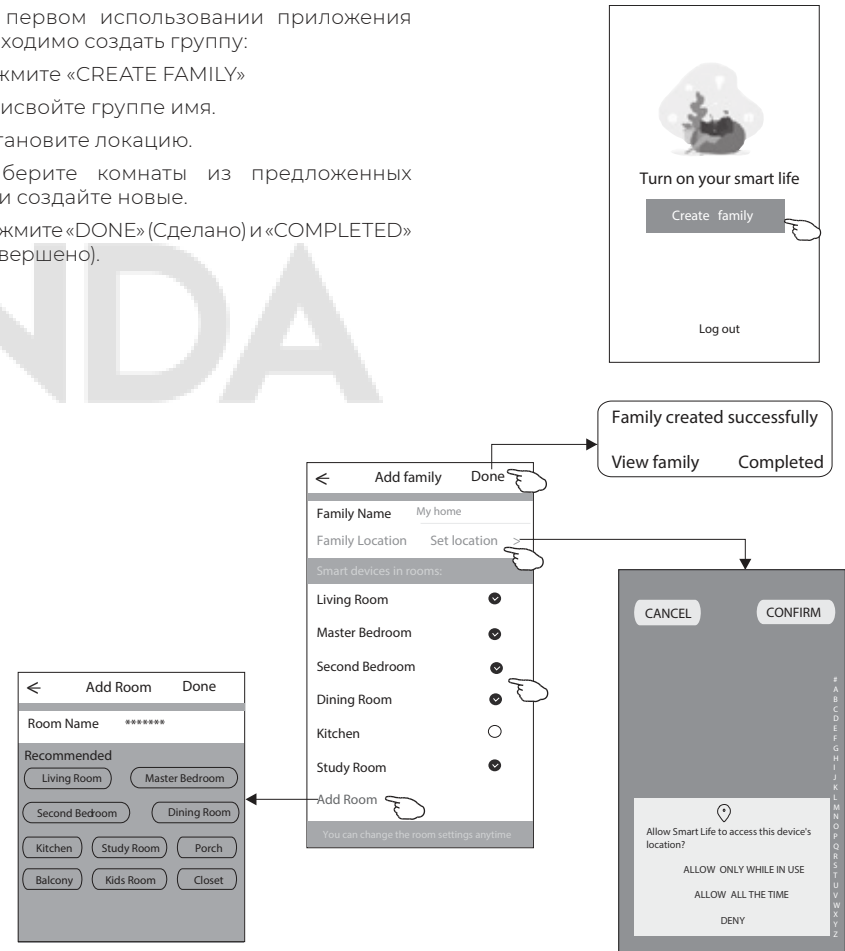 первом использовании приложения
ходимо создать группу:
жмите «CREATE FAMILY»
исвойте группе имя.
тановите локацию.
берите комнаты из предложенных
и создайте новые.
жмите «DONE» (Сделано) и «COMPLETED»
вершено).
NDA
Turn on your smart life
Create family
Log out
Family created successfully
View family Completed
Add family Done
Family Name My home
Family Location Set location >
Smart devices in rooms:
Living Room
Master Bedroom
Second Bedroom
Dining Room
Kitchen
Study Room
Add Room
You can change the room settings anytime
Add Room Done
Room Name *******
Recommended
Living Room Master Bedroom
Second Bedroom Dining Room
Kitchen Study Room Porch
Balcony Kids Room Closet
CANCEL CONFIRM
#
A
B
C
D
E
F
G
H
I
J
K
L
M
N
O
P
Q
R
S
T
U
V
W
X
Y
Z
Allow Smart Life to access this device's
location?
ALLOW ONLY WHILE IN USE
ALLOW ALL THE TIME
DENY